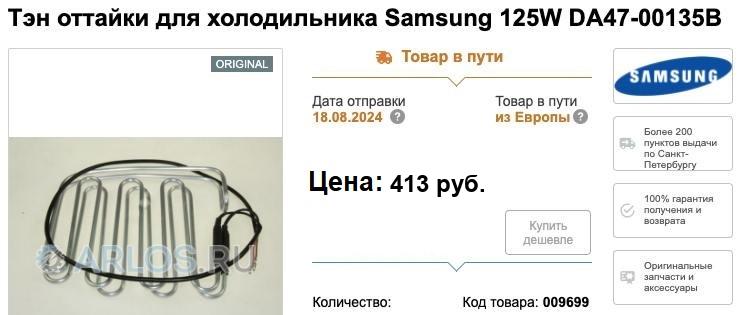 Тэн оттайки для холодильника Samsung 125W DA47-00135B
ORIGINAL
ARLOS.RU
Товар в пути
Дата отправки
18.08.2024 ?
Товар в пути
из Европы ?
Цена: 413 руб.
Купить
дешевле
Количество:
Код товара: 009699
SAMSUNG
Более 200
пунктов выдачи
по Санкт-
Петербургу
100% гарантия
получения и
возврата
Оригинальные
запчасти и
аксессуары